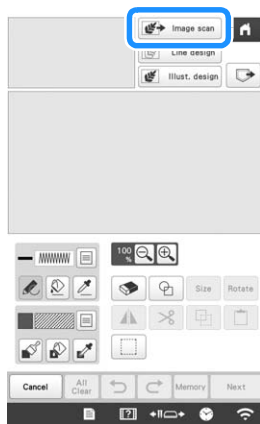 Image scan
Line design
Illust. design
100
%
Size
Rotate
Cancel
All
Clear
Memory
Next